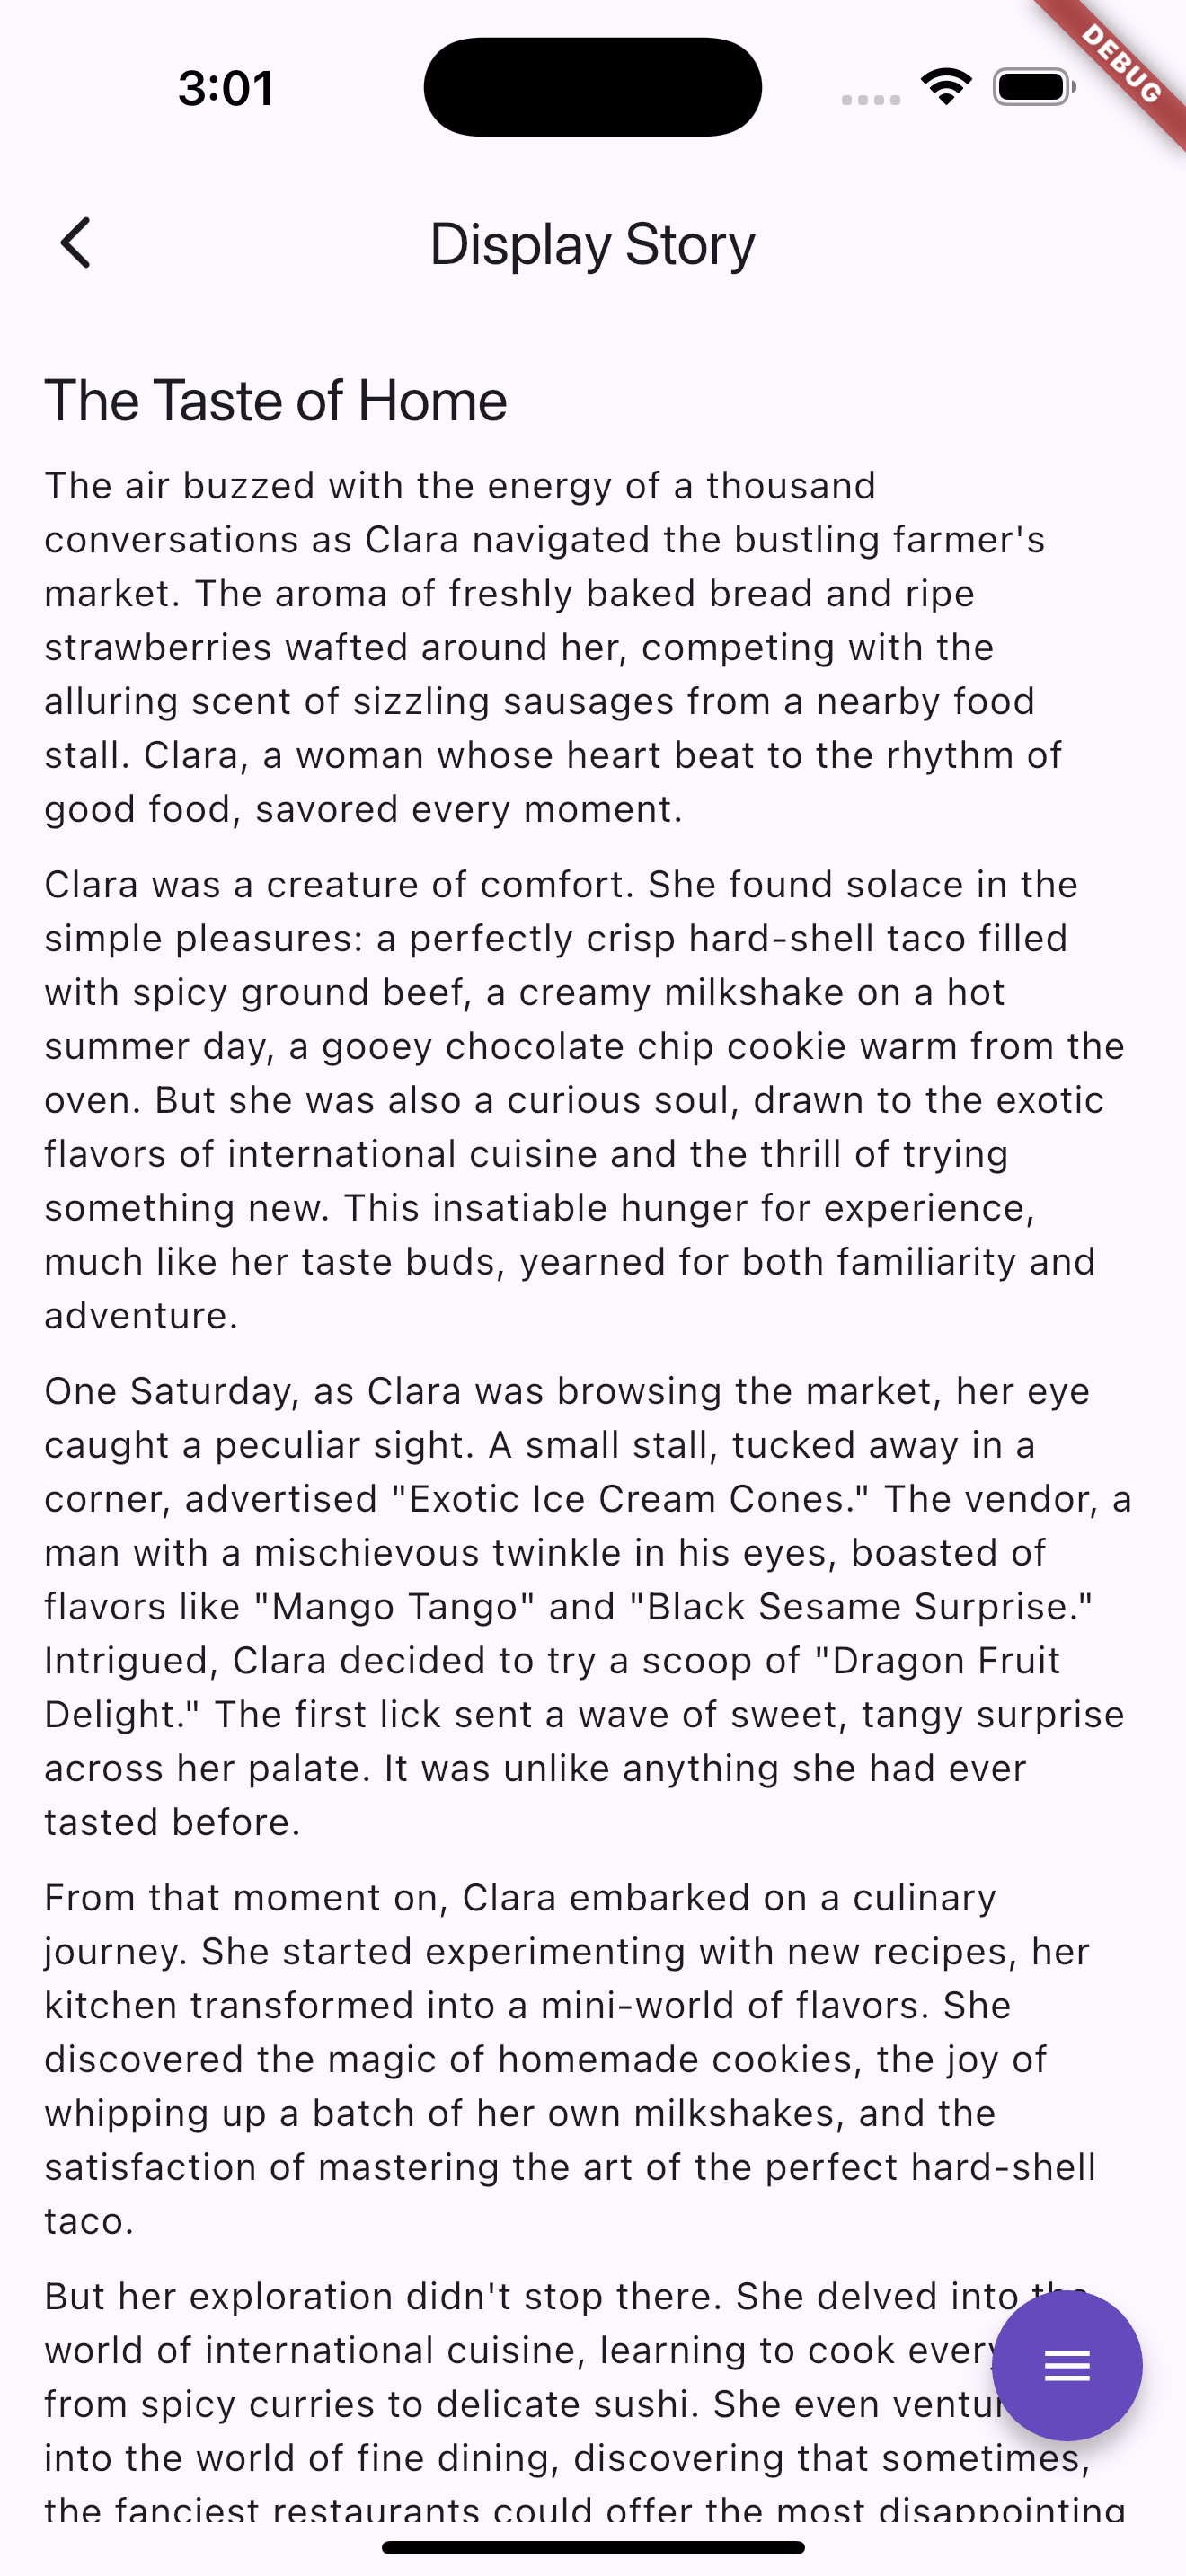 3:01
DEBUG
Display Story
The Taste of Home
The air buzzed with the energy of a thousand
conversations as Clara navigated the bustling farmer's
market. The aroma of freshly baked bread and ripe
strawberries wafted around her, competing with the
alluring scent of sizzling sausages from a nearby food
stall. Clara, a woman whose heart beat to the rhythm of
good food, savored every moment.
Clara was a creature of comfort. She found solace in the
simple pleasures: a perfectly crisp hard-shell taco filled
with spicy ground beef, a creamy milkshake on a hot
summer day, a gooey chocolate chip cookie warm from the
oven. But she was also a curious soul, drawn to the exotic
flavors of international cuisine and the thrill of trying
something new. This insatiable hunger for experience,
much like her taste buds, yearned for both familiarity and
adventure.
One Saturday, as Clara was browsing the market, her eye
caught a peculiar sight. A small stall, tucked away in a
corner, advertised "Exotic Ice Cream Cones." The vendor, a
man with a mischievous twinkle in his eyes, boasted of
flavors like "Mango Tango" and "Black Sesame Surprise."
Intrigued, Clara decided to try a scoop of "Dragon Fruit
Delight." The first lick sent a wave of sweet, tangy surprise
across her palate. It was unlike anything she had ever
tasted before.
From that moment on, Clara embarked on a culinary
journey. She started experimenting with new recipes, her
kitchen transformed into a mini-world of flavors. She
discovered the magic of homemade cookies, the joy of
whipping up a batch of her own milkshakes, and the
satisfaction of mastering the art of the perfect hard-shell
taco.
But her exploration didn't stop there. She delved into the
world of international cuisine, learning to cook
from spicy curries to delicate sushi. She even
into the world of fine dining, discovering that sometimes,
the fanciest restaurants could offer the most disappointing